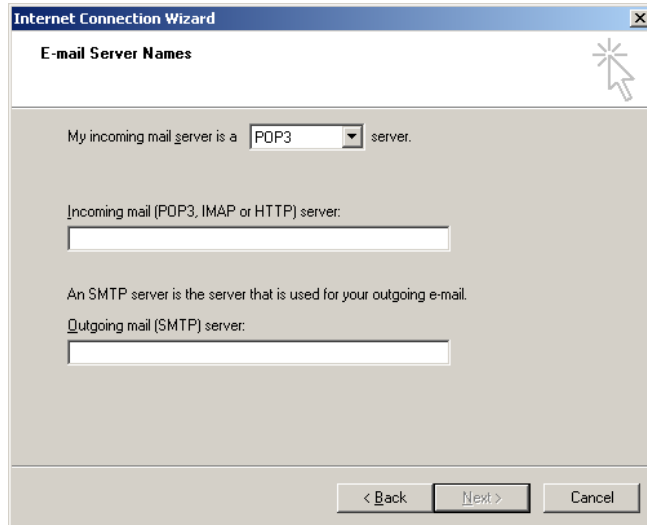 Internet Connection Wizard
E-mail Server Names
My incoming mail server is a POP3 server.
Incoming mail (POP3, IMAP or HTTP) server:
An SMTP server is the server that is used for your outgoing e-mail.
Outgoing mail (SMTP) server:
< Back Next > Cancel